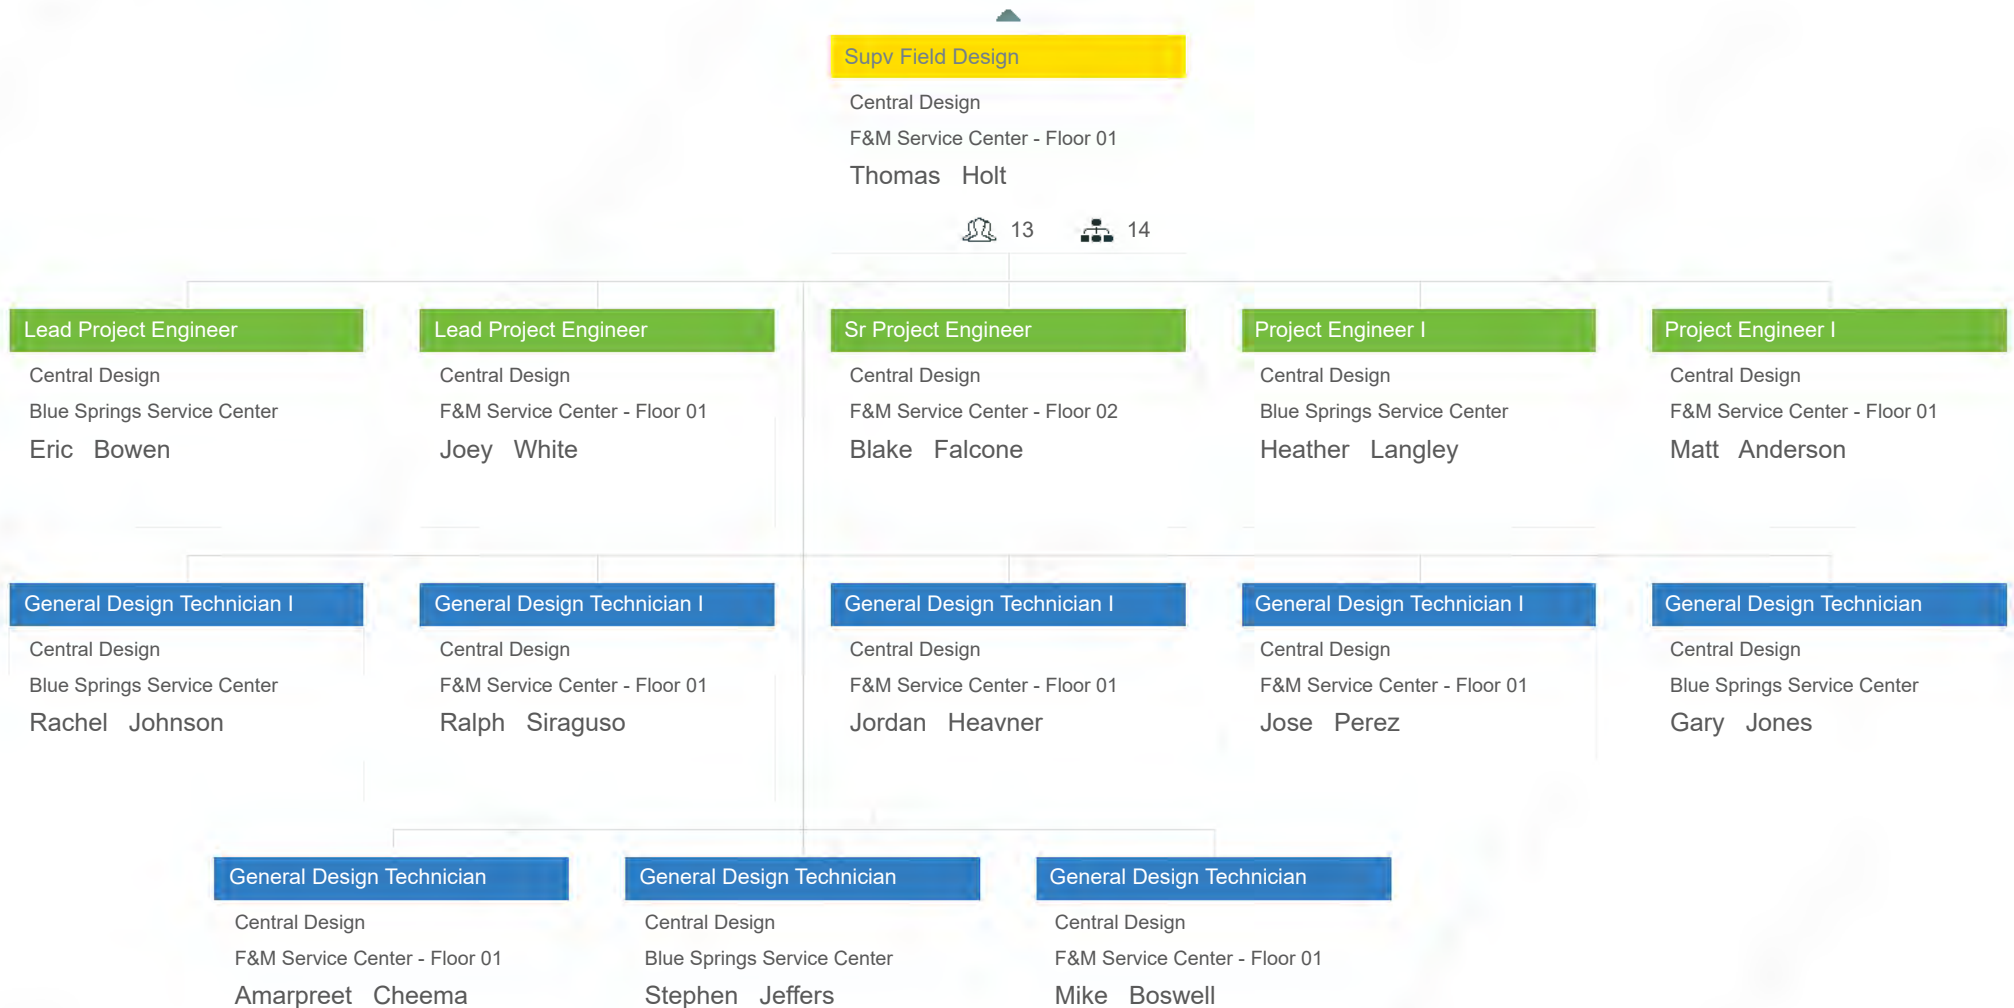 Supv Field Design
Central Design
F&M Service Center - Floor 01
Thomas Holt
13 14
Lead Project Engineer
Central Design
Blue Springs Service Center
Eric Bowen
Lead Project Engineer
Central Design
F&M Service Center - Floor 01
Joey White
Sr Project Engineer
Central Design
F&M Service Center - Floor 02
Blake Falcone
Project Engineer I
Central Design
Blue Springs Service Center
Heather Langley
Project Engineer I
Central Design
F&M Service Center - Floor 01
Matt Anderson
General Design Technician I
Central Design
Blue Springs Service Center
Rachel Johnson
General Design Technician I
Central Design
F&M Service Center - Floor 01
Ralph Siraguso
General Design Technician I
Central Design
F&M Service Center - Floor 01
Jordan Heavner
General Design Technician I
Central Design
F&M Service Center - Floor 01
Jose Perez
General Design Technician
Central Design
Blue Springs Service Center
Gary Jones
General Design Technician
Central Design
F&M Service Center - Floor 01
Amarpreet Cheema
General Design Technician
Central Design
Blue Springs Service Center
Stephen Jeffers
General Design Technician
Central Design
F&M Service Center - Floor 01
Mike Boswell